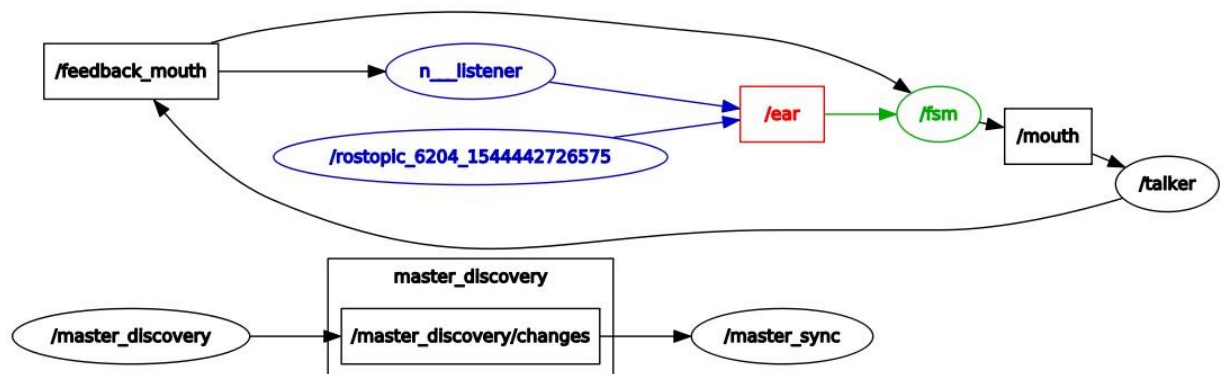 /feedback_mouth
n__listener
/rostopic_6204_1544442726575
/ear
/fsm
/mouth
/talker
master_discovery
/master_discovery
/master_discovery/changes
/master_sync